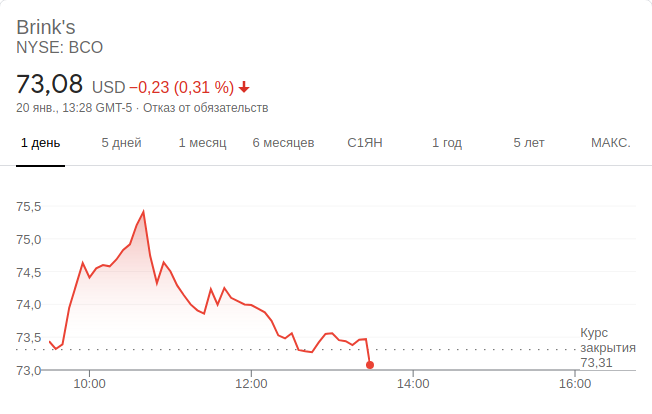 Brink's
NYSE: BCO
73,08 USD −0,23 (0,31 %)
20 янв., 13:28 GMT-5 · Отказ от обязательств
1 день 5 дней 1 месяц 6 месяцев С1ЯН 1 год 5 лет МАКС.
75,5
75,0
74,5
74,0
73,5
73,0
Курс
закрытия
73,31
10:00 12:00 14:00 16:00